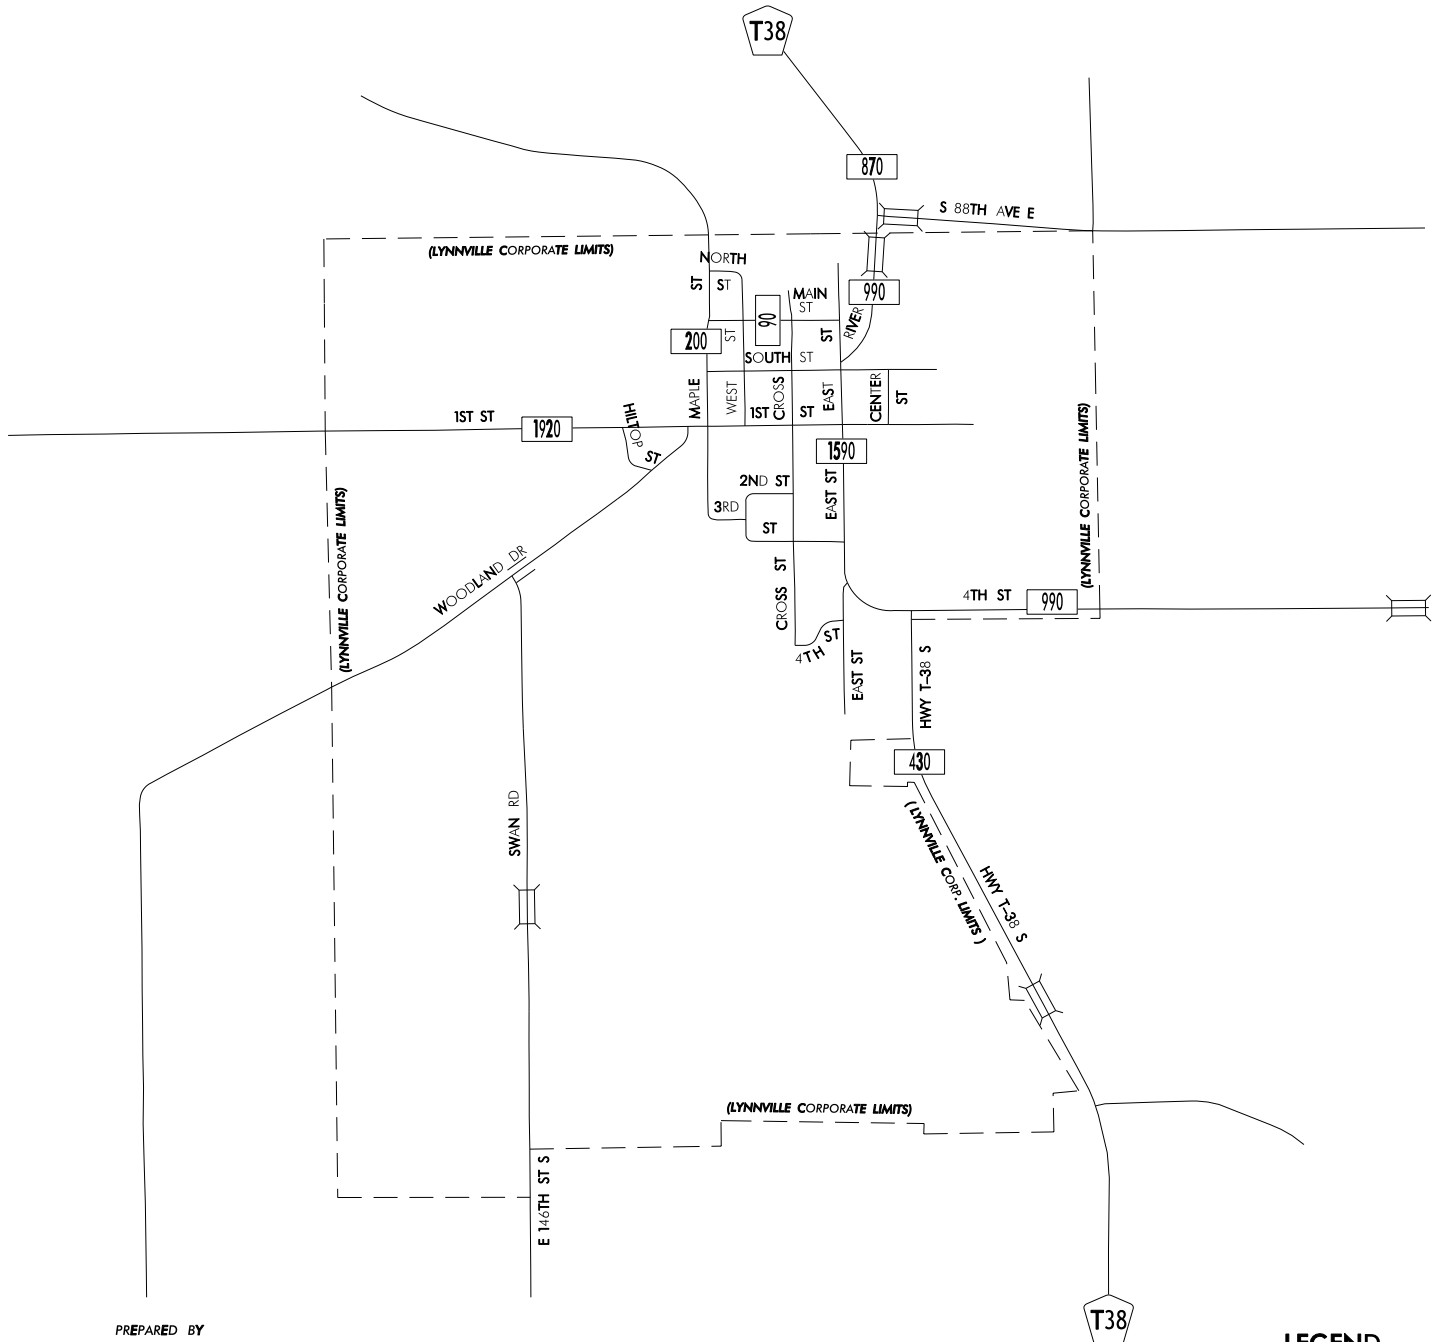 T38
870
S 88TH AVE E
(LYNNVILLE CORPORATE LIMITS)
NORTH
ST
ST
MAIN
ST
90
990
RIVER
200
ST
ST
SOUTH ST
MAPLE
WEST
CROSS
EAST
CENTER
ST
1ST ST
1ST ST
1920
HILLTOP
ST
1590
(LYNNVILLE CORPORATE LIMITS)
(LYNNVILLE CORPORATE LIMITS)
2ND ST
3RD
ST
EAST ST
WOODLAND DR
CROSS ST
4TH ST
990
4TH ST
EAST ST
HWY T-38 S
430
SWAN RD
(LYNNVILLE CORP. LIMITS)
HWY T-38 S
(LYNNVILLE CORPORATE LIMITS)
E 146TH ST S
T38
PREPARED BY
LEGEND